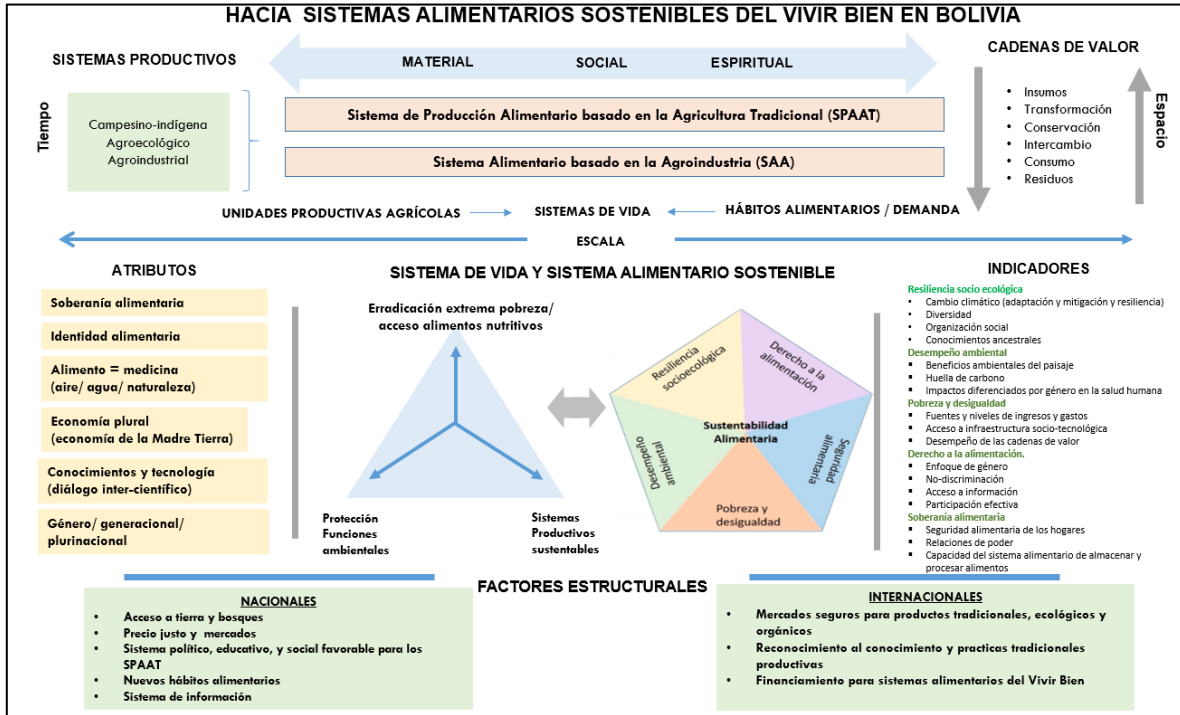 HACIA SISTEMAS ALIMENTARIOS SOSTENIBLES DEL VIVIR BIEN EN BOLIVIA
SISTEMAS PRODUCTIVOS
Tiempo
Campesino-indígena
Agroecológico
Agroindustrial
MATERIAL SOCIAL ESPIRITUAL
Sistema de Producción Alimentario basado en la Agricultura Tradicional (SPAAT)
Sistema Alimentario basado en la Agroindustria (SAA)
CADENAS DE VALOR
• Insumos
• Transformación
• Conservación
• Intercambio
• Consumo
• Residuos
Espacio
UNIDADES PRODUCTIVAS AGRÍCOLAS SISTEMAS DE VIDA HÁBITOS ALIMENTARIOS / DEMANDA
ESCALA
ATRIBUTOS
Soberanía alimentaria
Identidad alimentaria
Alimento = medicina
(aire/ agua/ naturaleza)
Economía plural
(economía de la Madre Tierra)
Conocimientos y tecnología
(diálogo inter-científico)
Género/ generacional/
plurinacional
SISTEMA DE VIDA Y SISTEMA ALIMENTARIO SOSTENIBLE
Erradicación extrema pobreza/
acceso alimentos nutritivos
Protección
Funciones
ambientales
Sistemas
Productivos
sustentables
Resiliencia
socioecológica
Derecho a la
alimentación
Desempeño
ambiental
Sustentabilidad
Alimentaria
Seguridad
alimentaria
Pobreza y
desigualdad
INDICADORES
Resiliencia socio ecológica
• Cambio climático (adaptación y mitigación y resiliencia)
• Diversidad
• Organización social
• Conocimientos ancestrales
Desempeño ambiental
▪ Beneficios ambientales del paisaje
▪ Huella de carbono
▪ Impactos diferenciados por género en la salud humana
Pobreza y desigualdad
▪ Fuentes y niveles de ingresos y gastos
▪ Acceso a infraestructura socio-tecnológica
▪ Desempeño de las cadenas de valor
Derecho a la alimentación.
▪ Enfoque de género
▪ No-discriminación
▪ Acceso a información
▪ Participación efectiva
Soberanía alimentaria
▪ Seguridad alimentaria de los hogares
▪ Relaciones de poder
▪ Capacidad del sistema alimentario de almacenar y
procesar alimentos
FACTORES ESTRUCTURALES
NACIONALES
• Acceso a tierra y bosques
• Precio justo y mercados
• Sistema político, educativo, y social favorable para los
SPAAT
• Nuevos hábitos alimentarios
• Sistema de información
INTERNACIONALES
• Mercados seguros para productos tradicionales, ecológicos y
orgánicos
• Reconocimiento al conocimiento y practicas tradicionales
productivas
• Financiamiento para sistemas alimentarios del Vivir Bien